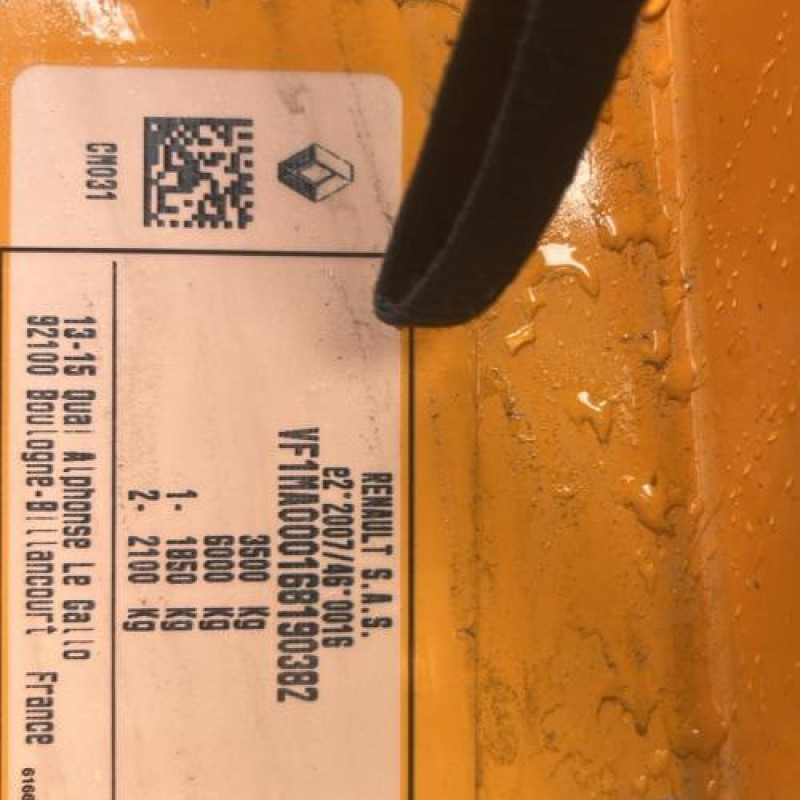 RENAULT S.A.S.
e2*2007/46*0016
VF1MA000168190382
3500 kg
6000 kg
1- 1850 kg
2- 2100 kg
CM031
13-15 Quai Alphonse Le Gallo
92100 Boulogne-Billancourt France